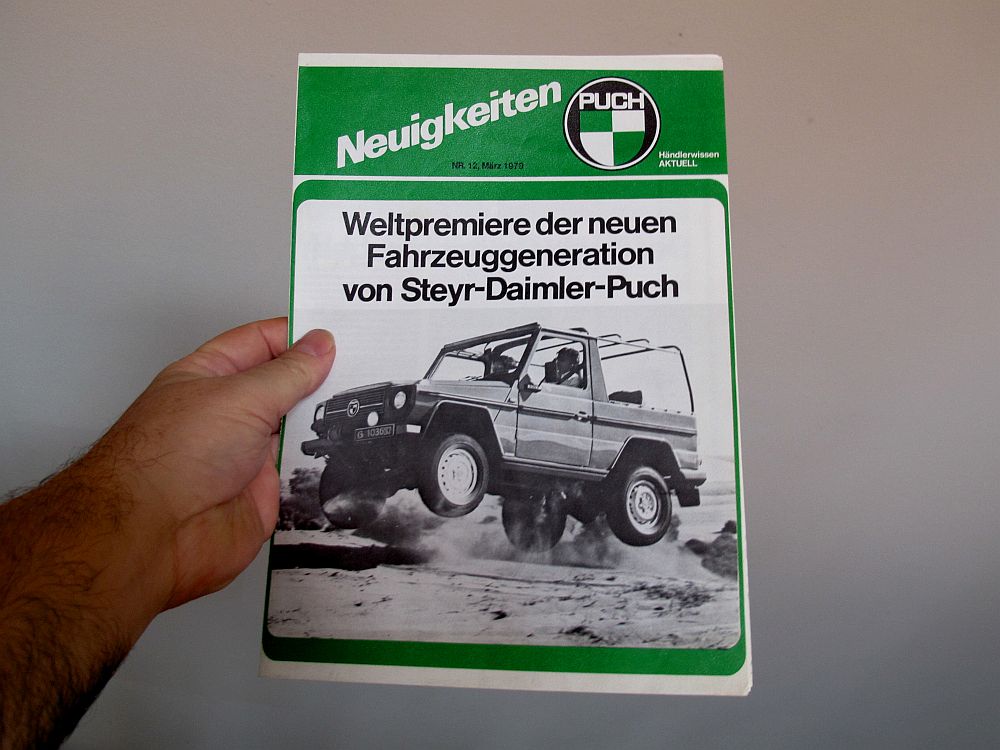 Neuigkeiten
PUCH
NR. 12, März 1979
Händlerwissen
AKTUELL
Weltpremiere der neuen
Fahrzeuggeneration
von Steyr-Daimler-Puch